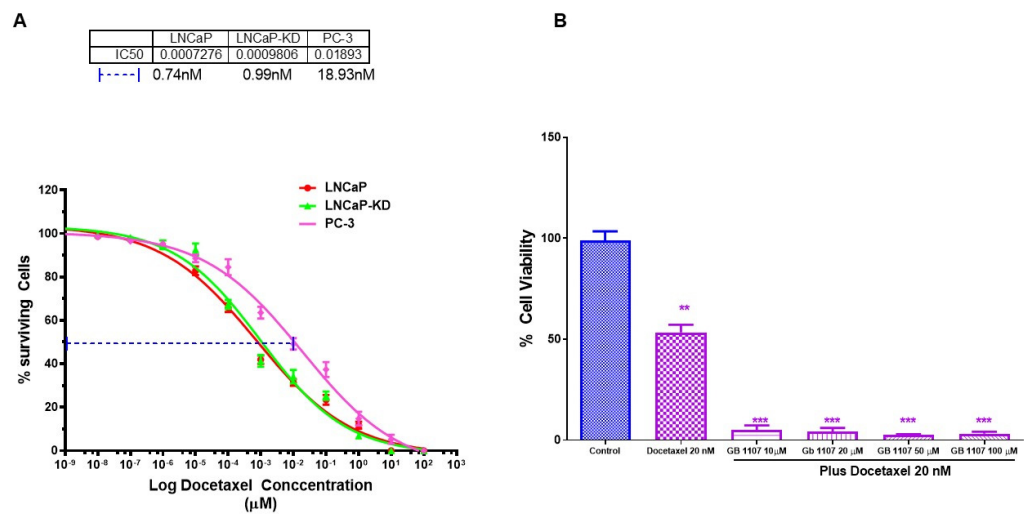 A
LNCaP LNCaP-KD PC-3
IC50 0.0007276 0.0009806 0.01893
0.74nM 0.99nM 18.93nM
LNCaP
LNCaP-KD
PC-3
120
100
80
60
40
20
0
% surviving Cells
10-9 10-8 10-7 10-6 10-5 10-4 10-3 10-2 10-1 100 101 102 103
Log Docetaxel Conccentration
(μM)
B
150
100
50
0
% Cell Viability
**
*** *** *** ***
Control Docetaxel 20 nM GB 1107 10μM Gb 1107 20 μM GB 1107 50 μM GB 1107 100 μM
Plus Docetaxel 20 nM